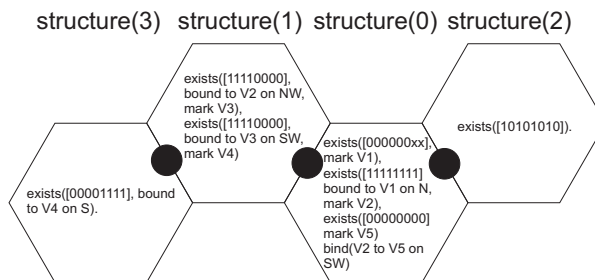 structure(3) structure(1) structure(0) structure(2)
exists([11110000],
bound to V2 on NW,
mark V3),
exists([11110000],
bound to V3 on SW,
mark V4)
exists([00001111], bound
to V4 on S).
exists([000000xx],
mark V1),
exists([11111111]
bound to V1 on N,
mark V2),
exists([00000000]
mark V5)
bind(V2 to V5 on
SW)
exists([10101010]).